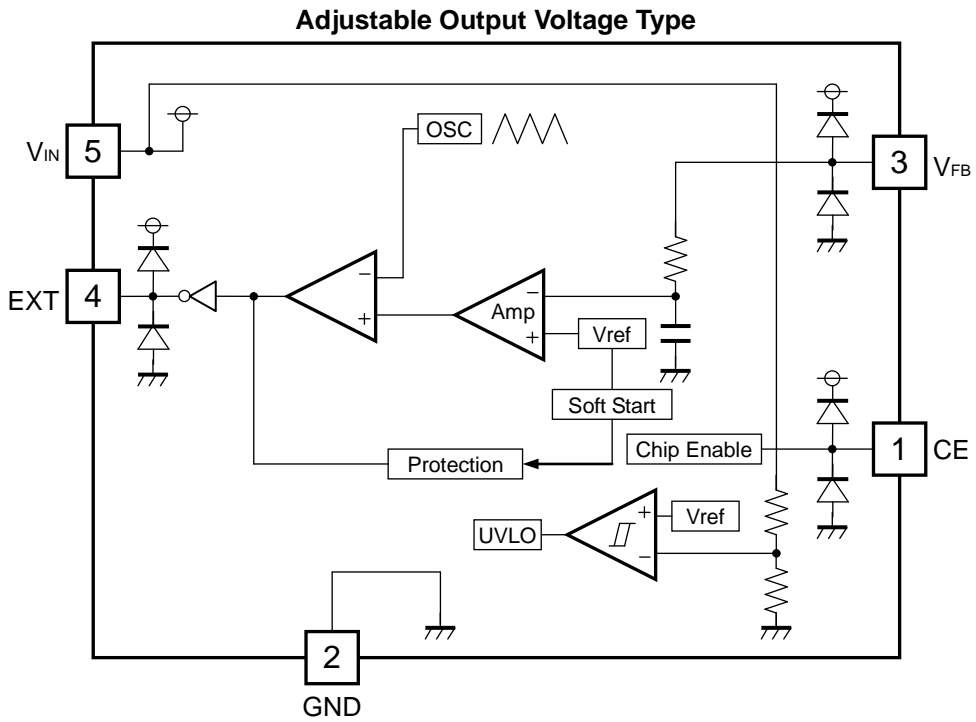 Adjustable Output Voltage Type
OSC
VIN
5
3
VFB
EXT
4
−
+
Amp
−
+
Vref
Soft Start
Chip Enable
1
CE
Protection
UVLO
+
−
Vref
2
GND